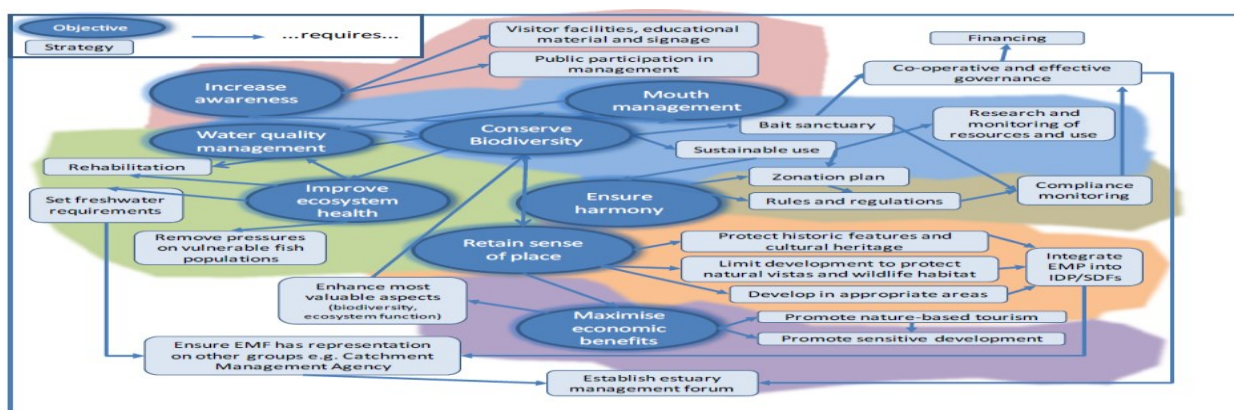 Objective
...requires...
Strategy
Visitor facilities, educational
material and signage
Public participation in
management
Financing
Co-operative and effective
governance
Increase
awareness
Mouth
management
Water quality
management
Conserve
Biodiversity
Bait sanctuary
Research and
monitoring of
resources and use
Sustainable use
Rehabilitation
Improve
ecosystem
health
Zonation plan
Compliance
monitoring
Set freshwater
requirements
Ensure
harmony
Rules and regulations
Remove pressures
on vulnerable fish
populations
Retain sense
of place
Protect historic features and
cultural heritage
Limit development to protect
natural vistas and wildlife habitat
Develop in appropriate areas
Integrate
EMP into
IDP/SDFs
Enhance most
valuable aspects
(biodiversity,
ecosystem function)
Maximise
economic
benefits
Promote nature-based tourism
Promote sensitive development
Ensure EMF has representation
on other groups e.g. Catchment
Management Agency
Establish estuary
management forum